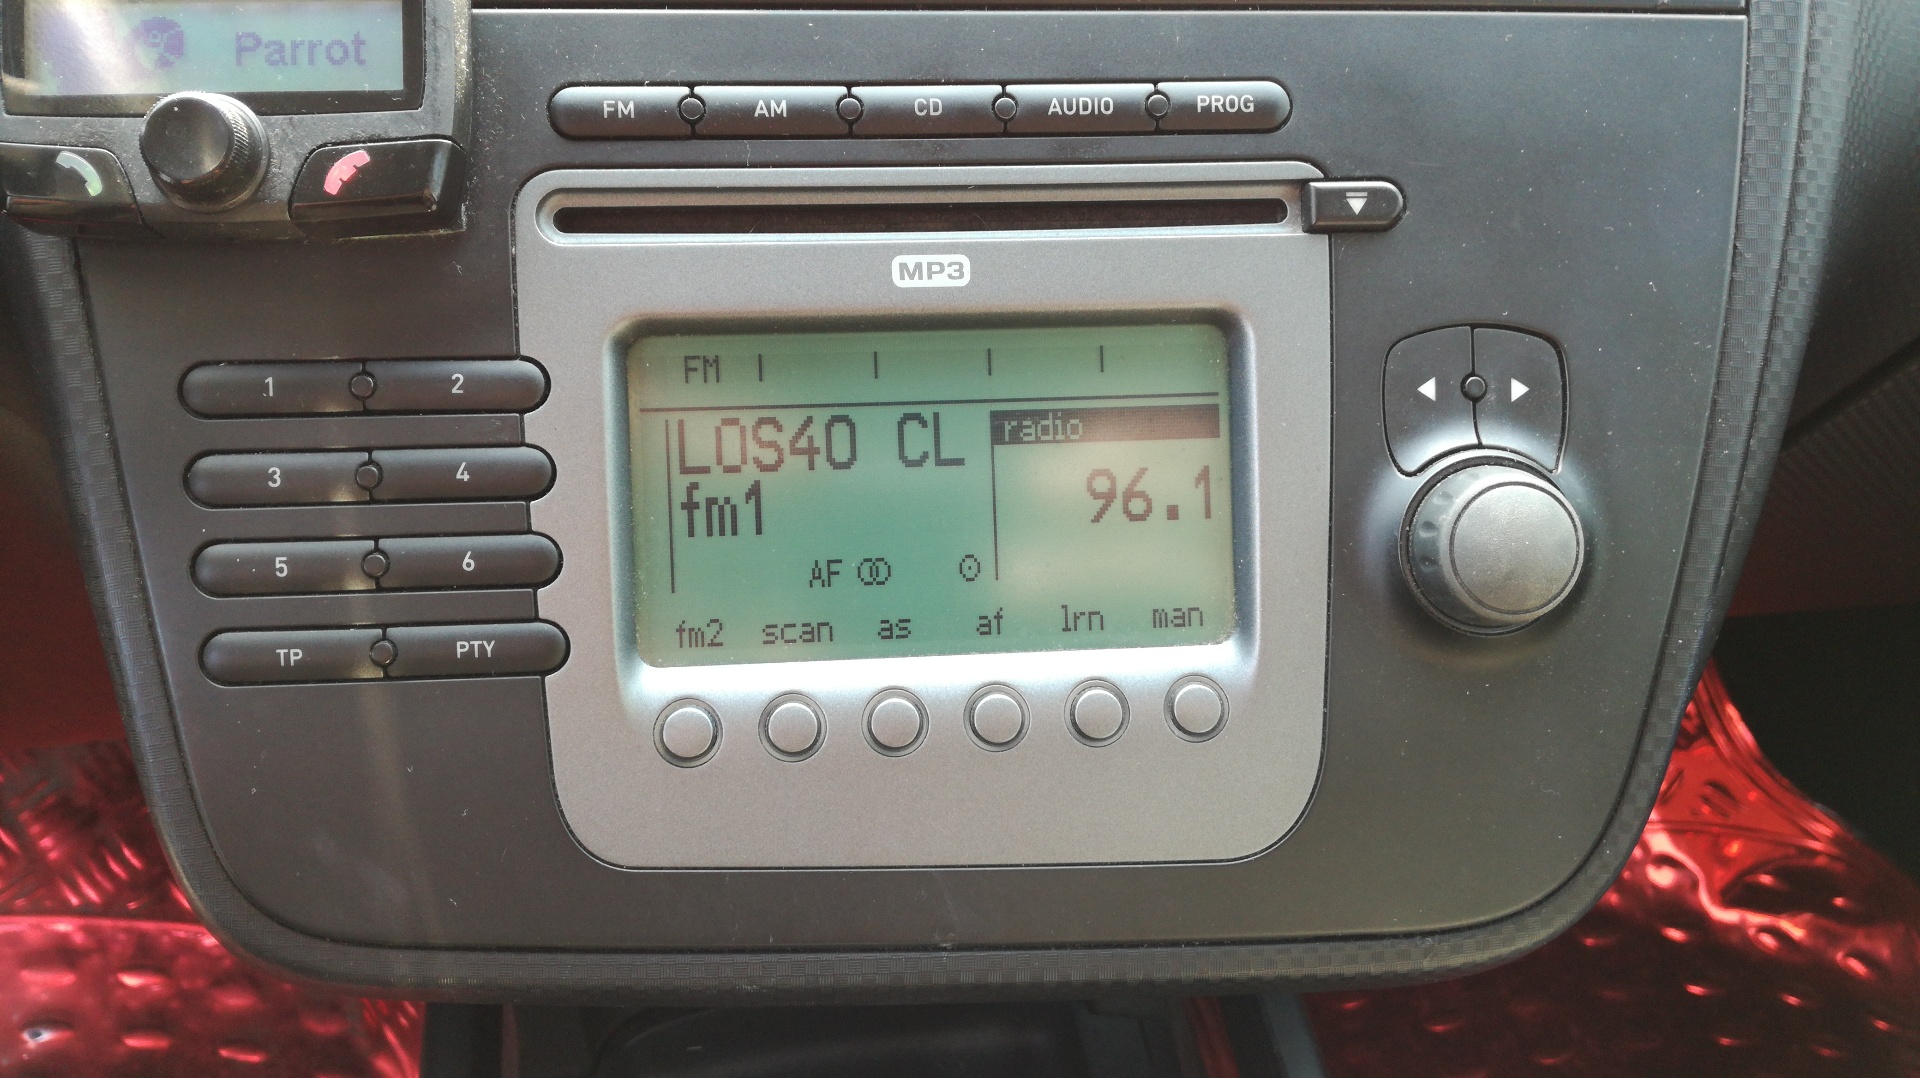 Parrot
FM AM CD AUDIO PROG
MP3
1 2
3 4
5 6
TP PTY
FM
LOS40 CL
radio
fm1
96.1
AF
fm2 scan as af lrn man